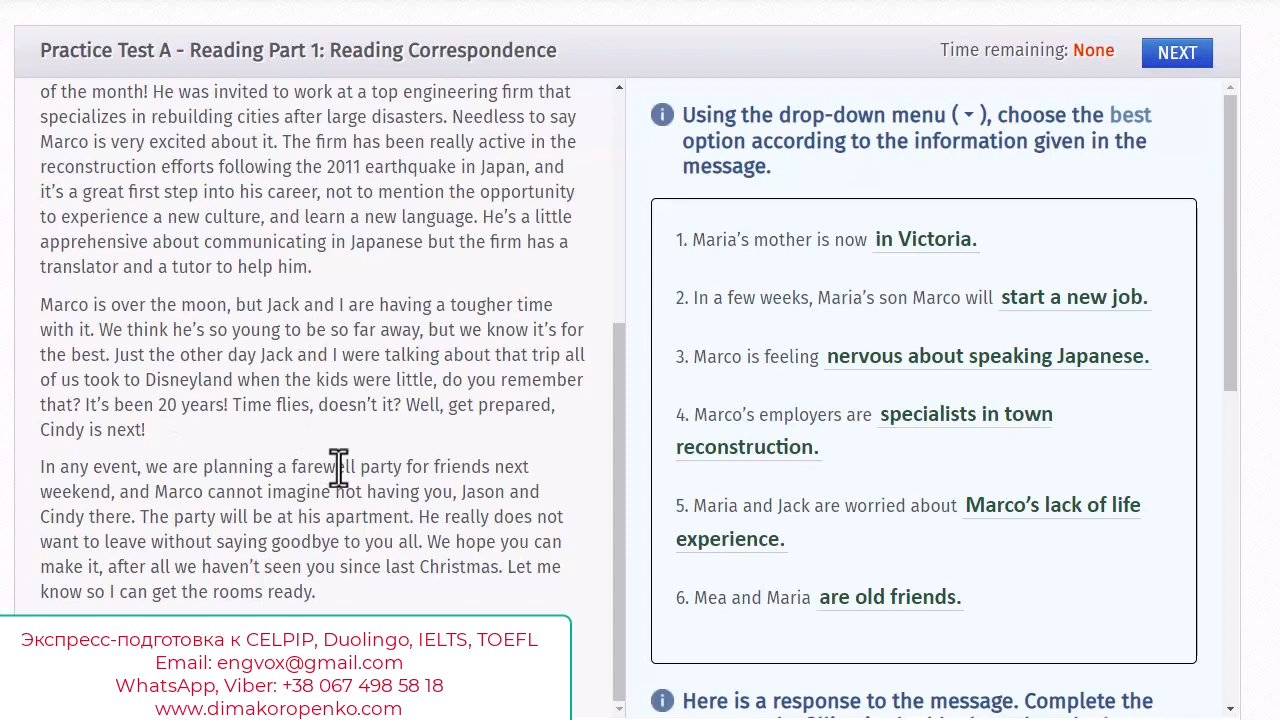 Practice Test A - Reading Part 1: Reading Correspondence
Time remaining: None
NEXT
of the month! He was invited to work at a top engineering firm that
specializes in rebuilding cities after large disasters. Needless to say
Marco is very excited about it. The firm has been really active in the
reconstruction efforts following the 2011 earthquake in Japan, and
it's a great first step into his career, not to mention the opportunity
to experience a new culture, and learn a new language. He's a little
apprehensive about communicating in Japanese but the firm has a
translator and a tutor to help him.
Marco is over the moon, but Jack and I are having a tougher time
with it. We think he's so young to be so far away, but we know it's for
the best. Just the other day Jack and I were talking about that trip all
of us took to Disneyland when the kids were little, do you remember
that? It's been 20 years! Time flies, doesn't it? Well, get prepared,
Cindy is next!
In any event, we are planning a farewell party for friends next
weekend, and Marco cannot imagine not having you, Jason and
Cindy there. The party will be at his apartment. He really does not
want to leave without saying goodbye to you all. We hope you can
make it, after all we haven't seen you since last Christmas. Let me
know so I can get the rooms ready.
Экспресс-подготовка к CELPIP, Duolingo, IELTS, TOEFL
Email: engvox@gmail.com
WhatsApp, Viber: +38 067 498 58 18
www.dimakoropenko.com
Using the drop-down menu ( ), choose the best
option according to the information given in the
message.
1. Maria's mother is now in Victoria.
2. In a few weeks, Maria's son Marco will start a new job.
3. Marco is feeling nervous about speaking Japanese.
4. Marco's employers are specialists in town
reconstruction.
5. Maria and Jack are worried about Marco's lack of life
experience.
6. Mea and Maria are old friends.
Here is a response to the message. Complete the